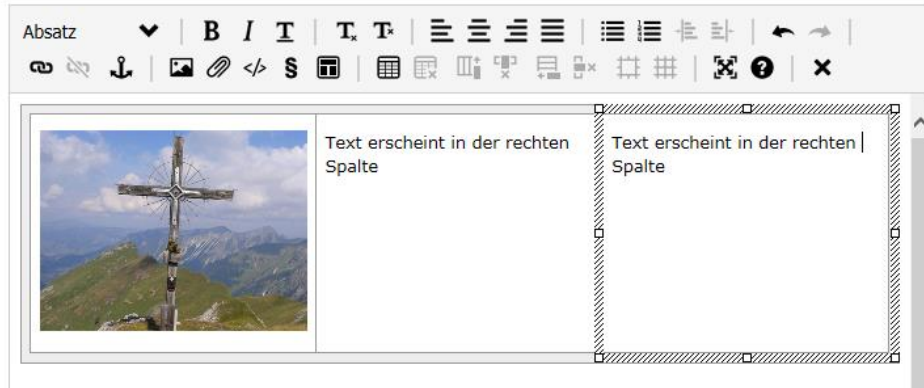 Absatz
Text erscheint in der rechten
Spalte
Text erscheint in der rechten
Spalte